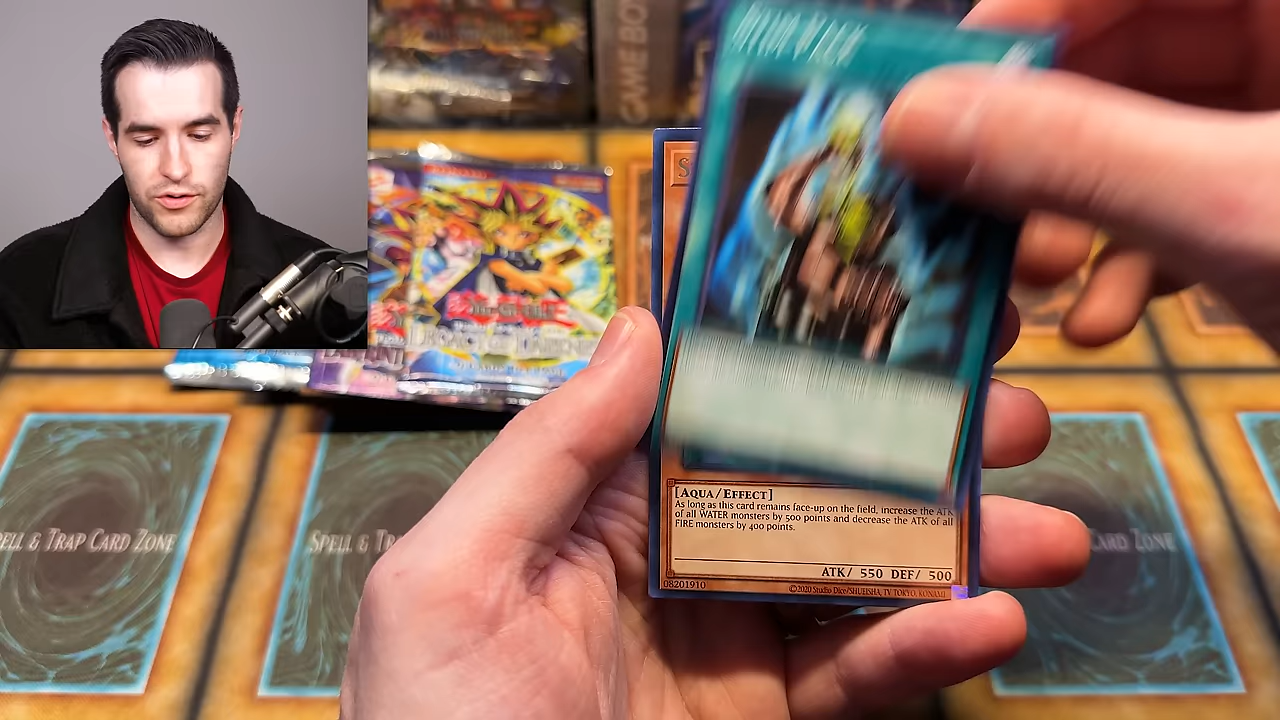 GAME BOY
Yu-Gi-Oh!
Legacy of Darkn
S
[Aqua/Effect]
As long as this card remains face-up on the field, increase the ATK
of all WATER monsters by 500 points and decrease the ATK of all
FIRE monsters by 400 points.
ATK/ 550 DEF/ 500
08201910
©2020 Studio Dice/SHUEISHA, TV TOKYO, KONAMI
ELL & TRAP CARD ZONE
SPELL & TR
CARD ZONE